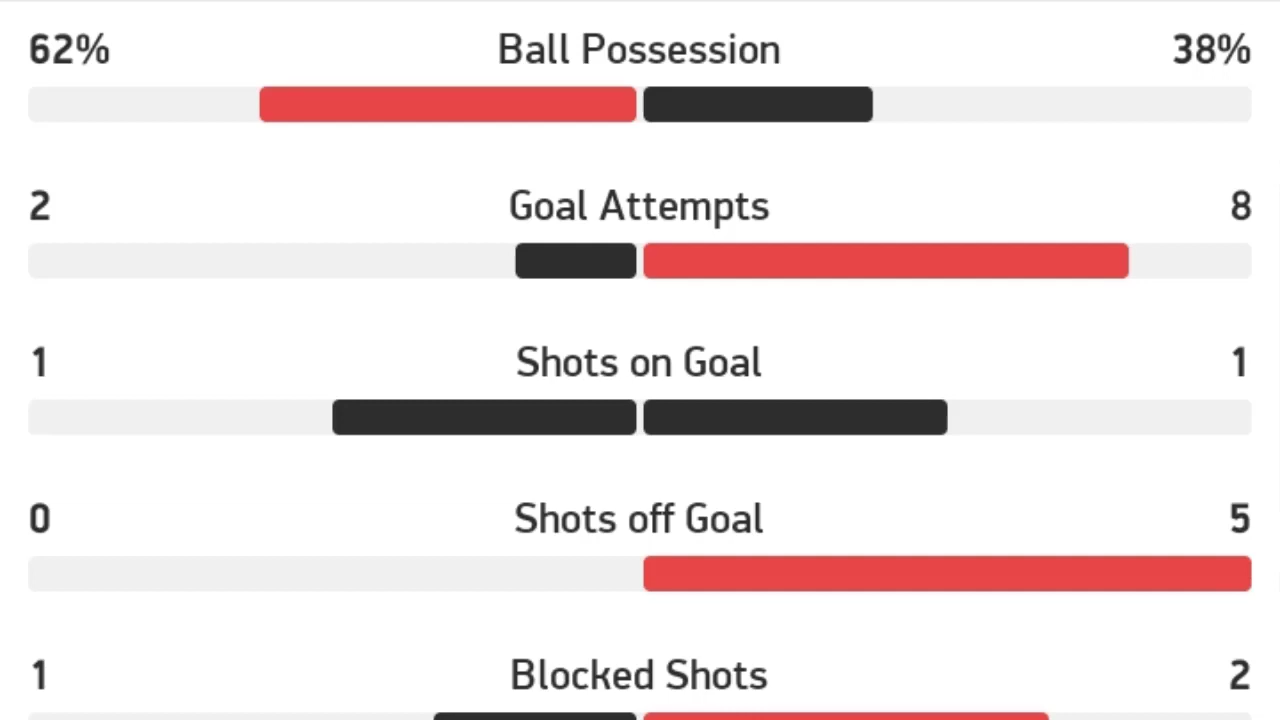 62% Ball Possession 38%
2 Goal Attempts 8
1 Shots on Goal 1
0 Shots off Goal 5
1 Blocked Shots 2